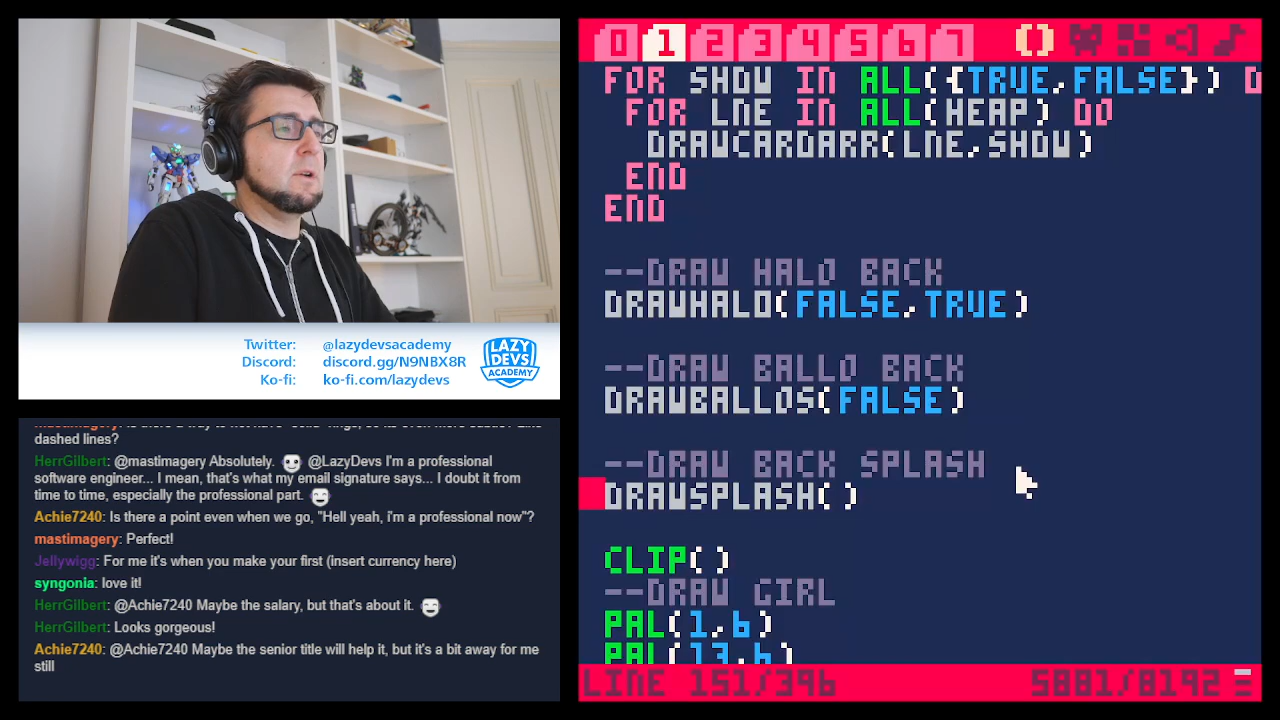 Twitter: @lazydevsacademy
Discord: discord.gg/N9NBX8R
Ko-fi: ko-fi.com/lazydevs
LAZY
DEVS
ACADEMY
dashed lines?
HerrGilbert: @mastimagery Absolutely. @LazyDevs I'm a professional
software engineer... I mean, that's what my email signature says... I doubt it from
time to time, especially the professional part.
Achie7240: Is there a point even when we go, "Hell yeah, i'm a professional now"?
mastimagery: Perfect!
Jellywigg: For me it's when you make your first (insert currency here)
syngonia: love it!
HerrGilbert: @Achie7240 Maybe the salary, but that's about it.
HerrGilbert: Looks gorgeous!
Achie7240: @Achie7240 Maybe the senior title will help it, but it's a bit away for me
still
0 1 2 3 4 5 6 7 ()
FOR SHOW IN ALL({TRUE,FALSE}) D
FOR LNE IN ALL(HEAP) DO
DRAWCARDARR(LNE,SHOW)
END
END
--DRAW HALO BACK
DRAWHALO(FALSE,TRUE)
--DRAW BALLO BACK
DRAWBALLOS(FALSE)
--DRAW BACK SPLASH
DRAWSPLASH()
CLIP()
--DRAW GIRL
PAL(1,6)
PAL(13,6)
LINE 151/396 5881/8192